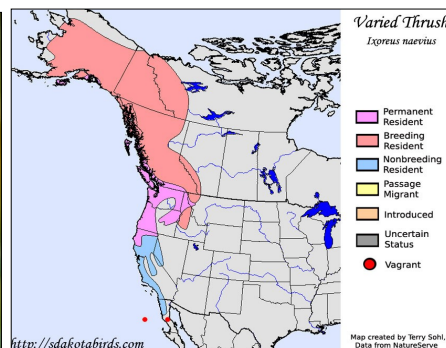 Varied Thrush
Ixoreus naevius
Permanent
Resident
Breeding
Resident
Nonbreeding
Resident
Passage
Migrant
Introduced
Uncertain
Status
Vagrant
http://sdakotabirds.com
Map created by Terry Sohl,
Data from NatureServe